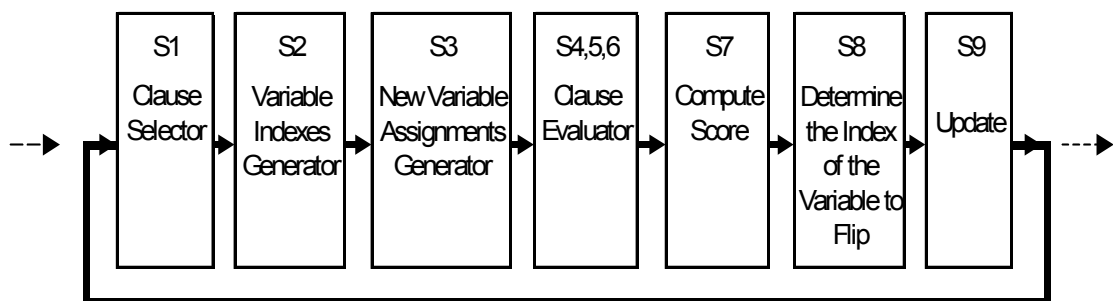 S1
Clause
Selector
S2
Variable
Indexes
Generator
S3
New Variable
Assignments
Generator
S4,5,6
Clause
Evaluator
S7
Compute
Score
S8
Determine
the Index
of the
Variable to
Flip
S9
Update